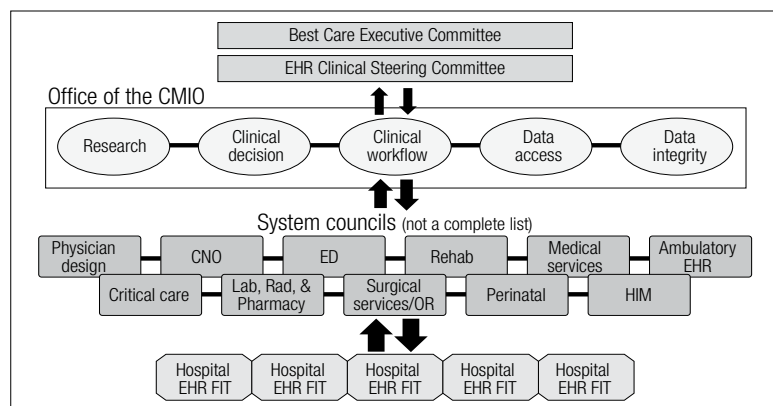 Best Care Executive Committee
EHR Clinical Steering Committee
Office of the CMIO
Research
Clinical
decision
Clinical
workflow
Data
access
Data
integrity
System councils (not a complete list)
Physician
design
CNO
ED
Rehab
Medical
services
Ambulatory
EHR
Critical care
Lab, Rad, &
Pharmacy
Surgical
services/OR
Perinatal
HIM
Hospital
EHR FIT
Hospital
EHR FIT
Hospital
EHR FIT
Hospital
EHR FIT
Hospital
EHR FIT